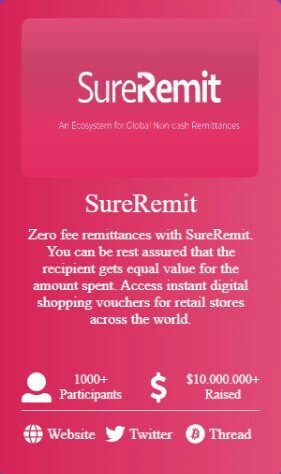 SureRemit
An Ecosystem for Global Non-cash Remittances
SureRemit
Zero fee remittances with SureRemit.
You can be rest assured that the
recipient gets equal value for the
amount spent. Access instant digital
shopping vouchers for retail stores
across the world.
1000+
Participants
$10.000.000+
Raised
Website Twitter Thread